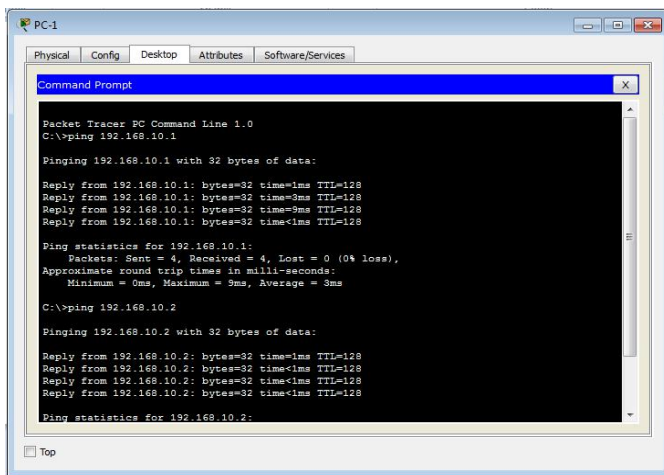 PC-1
Physical Config Desktop Attributes Software/Services
Command Prompt
X
Packet Tracer PC Command Line 1.0
C:\>ping 192.168.10.1
Pinging 192.168.10.1 with 32 bytes of data:
Reply from 192.168.10.1: bytes=32 time=1ms TTL=128
Reply from 192.168.10.1: bytes=32 time=3ms TTL=128
Reply from 192.168.10.1: bytes=32 time=9ms TTL=128
Reply from 192.168.10.1: bytes=32 time<1ms TTL=128
Ping statistics for 192.168.10.1:
Packets: Sent = 4, Received = 4, Lost = 0 (0% loss),
Approximate round trip times in milli-seconds:
Minimum = 0ms, Maximum = 9ms, Average = 3ms
C:\>ping 192.168.10.2
Pinging 192.168.10.2 with 32 bytes of data:
Reply from 192.168.10.2: bytes=32 time=1ms TTL=128
Reply from 192.168.10.2: bytes=32 time<1ms TTL=128
Reply from 192.168.10.2: bytes=32 time<1ms TTL=128
Reply from 192.168.10.2: bytes=32 time<1ms TTL=128
Ping statistics for 192.168.10.2:
Top